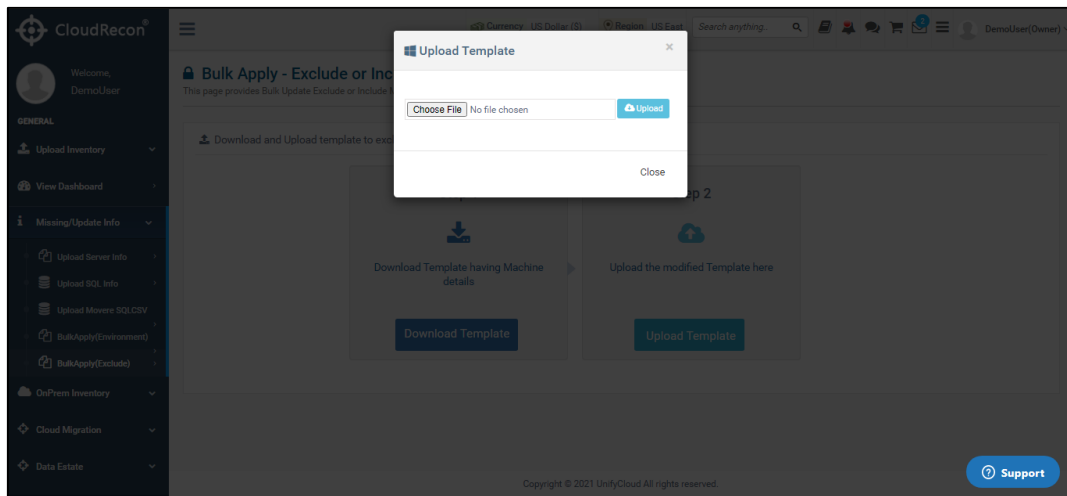 CloudRecon®
Currency US Dollar ($)
Region US East
Search anything..
DemoUser(Owner)
Welcome,
DemoUser
GENERAL
Upload Inventory
View Dashboard
Missing/Update Info
Upload Server Info
Upload SQL Info
Upload Movere SQLCSV
BulkApply(Environment)
BulkApply(Exclude)
OnPrem Inventory
Cloud Migration
Data Estate
Bulk Apply - Exclude or Inc
This page provides Bulk Update Exclude or Include
Download and Upload template to exc
Upload Template
×
Choose File No file chosen
Upload
Close
Download Template having Machine
details
Download Template
ep 2
Upload the modified Template here
Upload Template
Copyright © 2021 UnifyCloud All rights reserved.
Support